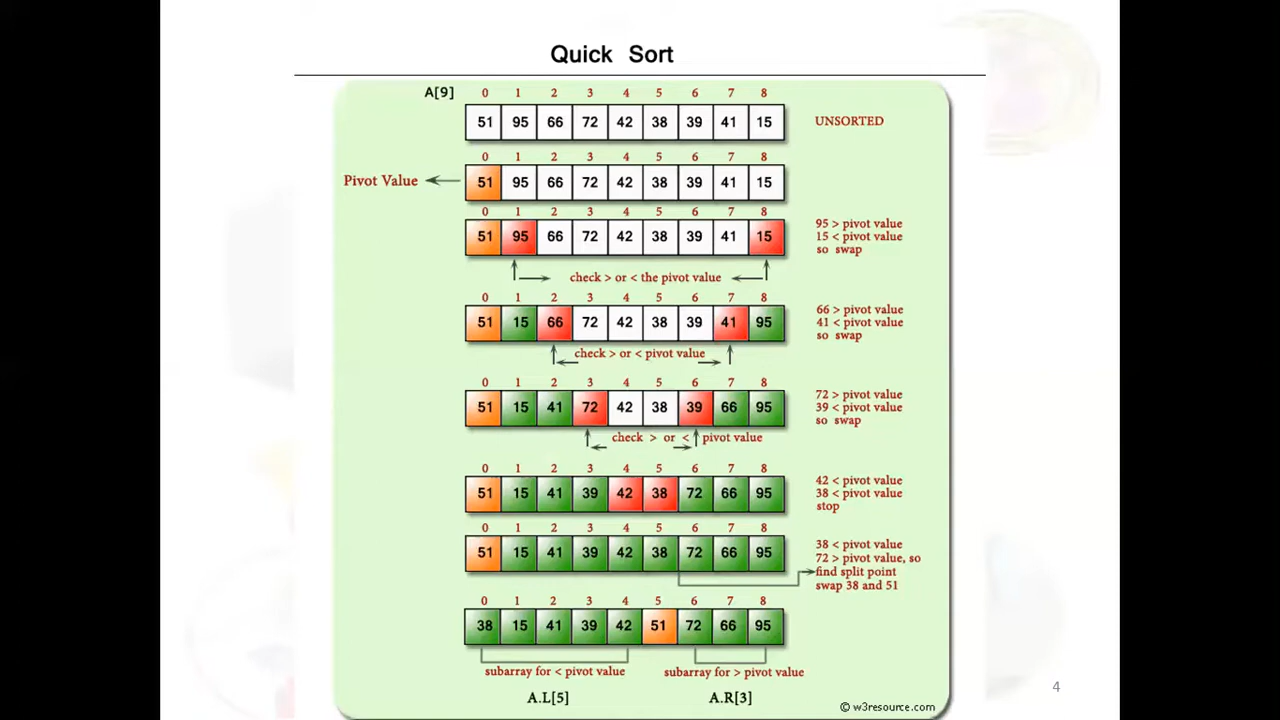 Quick Sort
A[9] 0 1 2 3 4 5 6 7 8
51 95 66 72 42 38 39 41 15 UNSORTED
0 1 2 3 4 5 6 7 8
Pivot Value 51 95 66 72 42 38 39 41 15
0 1 2 3 4 5 6 7 8
51 95 66 72 42 38 39 41 15
95 > pivot value
15 < pivot value
so swap
check > or < the pivot value
0 1 2 3 4 5 6 7 8
51 15 66 72 42 38 39 41 95
66 > pivot value
41 < pivot value
so swap
check > or < pivot value
0 1 2 3 4 5 6 7 8
51 15 41 72 42 38 39 66 95
72 > pivot value
39 < pivot value
so swap
check > or < pivot value
0 1 2 3 4 5 6 7 8
51 15 41 39 42 38 72 66 95
42 < pivot value
38 < pivot value
stop
0 1 2 3 4 5 6 7 8
51 15 41 39 42 38 72 66 95
38 < pivot value
72 > pivot value, so
find split point
swap 38 and 51
0 1 2 3 4 5 6 7 8
38 15 41 39 42 51 72 66 95
subarray for < pivot value subarray for > pivot value
A.L[5] A.R[3]
4
© w3resource.com